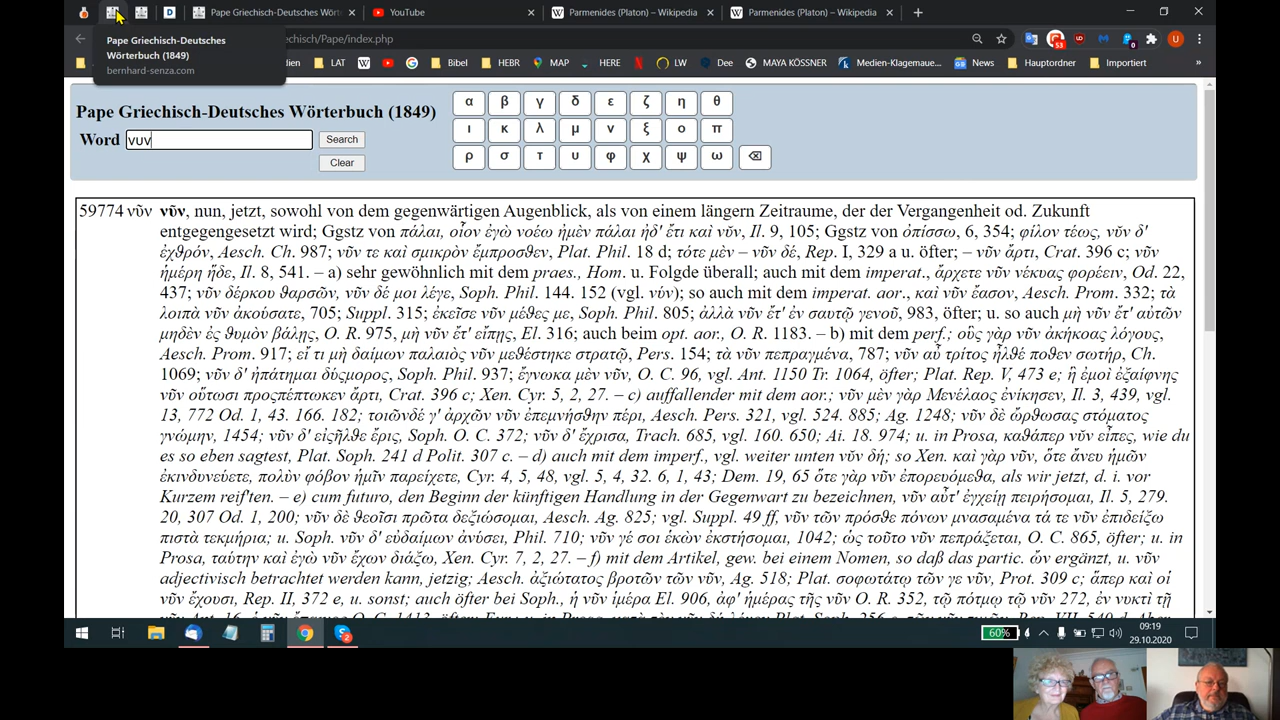 Pape Griechisch-Deutsches Wört
YouTube
Parmenides (Platon) – Wikipedia
Parmenides (Platon) – Wikipedia
Pape Griechisch-Deutsches
Wörterbuch (1849)
bernhard-senza.com
echisch/Pape/index.php
53
0
U
dien
LAT
Bibel
HEBR
MAP
HERE
LW
Dee
MAYA KÖSSNER
Medien-Klagemaue...
News
Hauptordner
Importiert
Pape Griechisch-Deutsches Wörterbuch (1849)
Word νυν Search
Clear
α β γ δ ε ζ η θ
ι κ λ μ ν ξ ο π
ρ σ τ υ φ χ ψ ω
59774 νῦν νῦν, nun, jetzt, sowohl von dem gegenwärtigen Augenblick, als von einem längern Zeitraume, der der Vergangenheit od. Zukunft
entgegengesetzt wird; Ggstz von πάλαι, οἷον ἐγὼ νοέω ἠμὲν πάλαι ἠδ' ἔτι καὶ νῦν, Il. 9, 105; Ggstz von ὀπίσσω, 6, 354; φίλον τέως, νῦν δ'
ἐχθρόν, Aesch. Ch. 987; νῦν τε καὶ σμικρὸν ἔμπροσθεν, Plat. Phil. 18 d; τότε μὲν – νῦν δέ, Rep. I, 329 a u. öfter; – νῦν ἄρτι, Crat. 396 c; νῦν
ἡμέρη ἥδε, Il. 8, 541. – a) sehr gewöhnlich mit dem praes., Hom. u. Folgde überall; auch mit dem imperat., ἄρχετε νῦν νέκυας φορέειν, Od. 22,
437; νῦν δέρκου θαρσῶν, νῦν δέ μοι λέγε, Soph. Phil. 144. 152 (vgl. νύν); so auch mit dem imperat. aor., καὶ νῦν ἔασον, Aesch. Prom. 332; τὰ
λοιπὰ νῦν ἀκούσατε, 705; Suppl. 315; ἐκεῖσε νῦν μέθες με, Soph. Phil. 805; ἀλλὰ νῦν ἔτ' ἐν σαυτῷ γενοῦ, 983, öfter; u. so auch μὴ νῦν ἔτ' αὐτῶν
μηδὲν ἐς θυμὸν βάλῃς, O. R. 975, μὴ νῦν ἔτ' εἴπῃς, El. 316; auch beim opt. aor., O. R. 1183. – b) mit dem perf.; οὓς γὰρ νῦν ἀκήκοας λόγους,
Aesch. Prom. 917; εἴ τι μὴ δαίμων παλαιὸς νῦν μεθέστηκε στρατῷ, Pers. 154; τὰ νῦν πεπραγμένα, 787; νῦν αὖ τρίτος ἦλθέ ποθεν σωτήρ, Ch.
1069; νῦν δ' ἠπάτημαι δύσμορος, Soph. Phil. 937; ἔγνωκα μὲν νῦν, O. C. 96, vgl. Ant. 1150 Tr. 1064, öfter; Plat. Rep. V, 473 e; ἣ ἐμοὶ ἐξαίφνης
νῦν οὕτωσι προςπέπτωκεν ἄρτι, Crat. 396 c; Xen. Cyr. 5, 2, 27. – c) auffallender mit dem aor.; νῦν μὲν γὰρ Μενέλαος ἐνίκησεν, Il. 3, 439, vgl.
13, 772 Od. 1, 43. 166. 182; τοιῶνδέ γ' ἀρχῶν νῦν ἐπεμνήσθην πέρι, Aesch. Pers. 321, vgl. 524. 885; Ag. 1248; νῦν δὲ ὤρθωσας στόματος
γνώμην, 1454; νῦν δ' εἰςῆλθε ἔρις, Soph. O. C. 372; νῦν δ' ἔχρισα, Trach. 685, vgl. 160. 650; Ai. 18. 974; u. in Prosa, καθάπερ νῦν εἶπες, wie du
es so eben sagtest, Plat. Soph. 241 d Polit. 307 c. – d) auch mit dem imperf., vgl. weiter unten νῦν δή; so Xen. καὶ γὰρ νῦν, ὅτε ἄνευ ἡμῶν
ἐκινδυνεύετε, πολὺν φόβον ἡμῖν παρείχετε, Cyr. 4, 5, 48, vgl. 5, 4, 32. 6, 1, 43; Dem. 19, 65 ὅτε γὰρ νῦν ἐπορευόμεθα, als wir jetzt, d. i. vor
Kurzem reis'ten. – e) cum futuro, den Beginn der künftigen Handlung in der Gegenwart zu bezeichnen, νῦν αὖτ' ἐγχείῃ πειρήσομαι, Il. 5, 279.
20, 307 Od. 1, 200; νῦν δὲ θεοῖσι πρῶτα δεξιώσομαι, Aesch. Ag. 825; vgl. Suppl. 49 ff, νῦν τῶν πρόσθε πόνων μνασαμένα τά τε νῦν ἐπιδείξω
πιστὰ τεκμήρια; u. Soph. νῦν δ' εὐδαίμων ἀνύσει, Phil. 710; νῦν γέ σοι ἑκὼν ἐκστήσομαι, 1042; ὡς τοῦτο νῦν πεπράξεται, O. C. 865, öfter; u. in
Prosa, ταύτην καὶ ἐγὼ νῦν ἔχων διάξω, Xen. Cyr. 7, 2, 27. – f) mit dem Artikel, gew. bei einem Nomen, so daß das partic. ὤν ergänzt, u. νῦν
adjectivisch betrachtet werden kann, jetzig; Aesch. ἀξιώτατος βροτῶν τῶν νῦν, Ag. 518; Plat. σοφωτάτῳ τῶν γε νῦν, Prot. 309 c; ἅπερ καὶ οἱ
νῦν ἔχουσι, Rep. II, 372 e, u. sonst; auch öfter bei Soph., ἡ νῦν ἡμέρα El. 906, ἀφ' ἡμέρας τῆς νῦν O. R. 352, τῷ πότμῳ τῷ νῦν 272, ἐν νυκτὶ τῇ
60%
09:19
29.10.2020